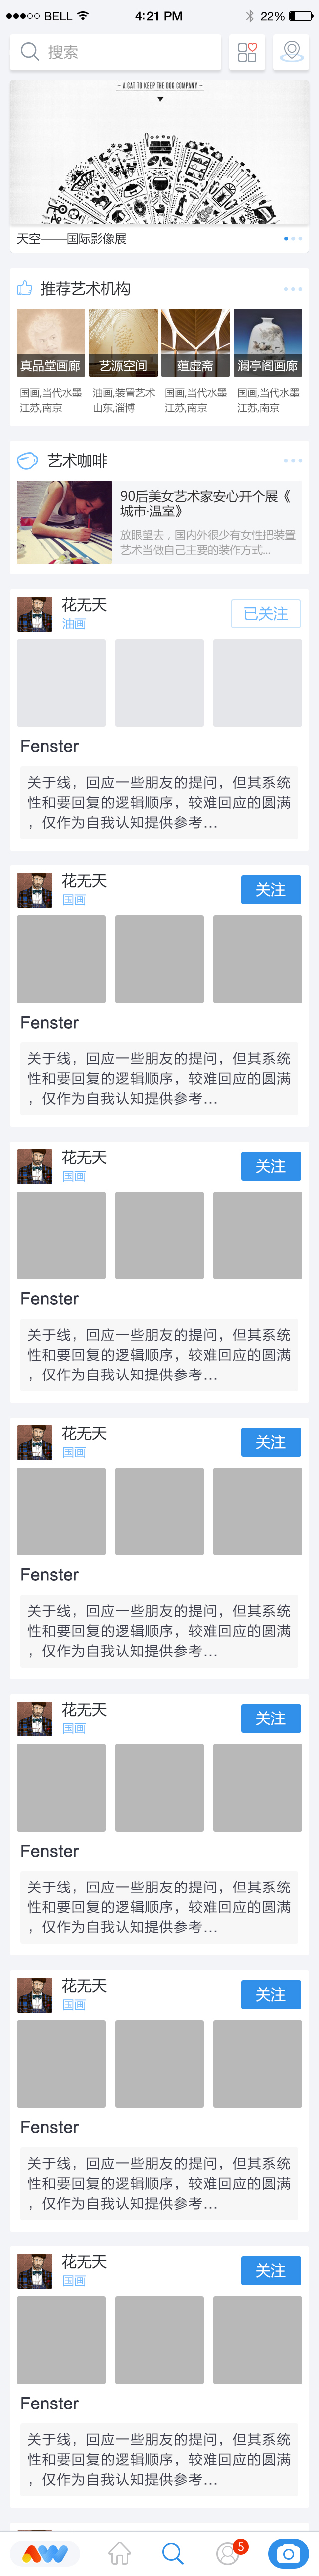 BELL 4:21 PM 22%
搜索
A CAT TO KEEP THE DOG COMPANY
天空——国际影像展
推荐艺术机构
真品堂画廊 艺源空间 蕴虚斋 澜亭阁画廊
国画,当代水墨 油画,装置艺术 国画,当代水墨 国画,当代水墨
江苏,南京 山东,淄博 江苏,南京 江苏,南京
艺术咖啡
90后美女艺术家安心开个展《
城市·温室》
放眼望去，国内外很少有女性把装置
艺术当做自己主要的装作方式...
花无天
油画
已关注
Fenster
关于线，回应一些朋友的提问，但其系统
性和要回复的逻辑顺序，较难回应的圆满
，仅作为自我认知提供参考...
花无天
国画
关注
Fenster
关于线，回应一些朋友的提问，但其系统
性和要回复的逻辑顺序，较难回应的圆满
，仅作为自我认知提供参考...
花无天
国画
关注
Fenster
关于线，回应一些朋友的提问，但其系统
性和要回复的逻辑顺序，较难回应的圆满
，仅作为自我认知提供参考...
花无天
国画
关注
Fenster
关于线，回应一些朋友的提问，但其系统
性和要回复的逻辑顺序，较难回应的圆满
，仅作为自我认知提供参考...
花无天
国画
关注
Fenster
关于线，回应一些朋友的提问，但其系统
性和要回复的逻辑顺序，较难回应的圆满
，仅作为自我认知提供参考...
花无天
国画
关注
Fenster
关于线，回应一些朋友的提问，但其系统
性和要回复的逻辑顺序，较难回应的圆满
，仅作为自我认知提供参考...
花无天
国画
关注
Fenster
关于线，回应一些朋友的提问，但其系统
性和要回复的逻辑顺序，较难回应的圆满
，仅作为自我认知提供参考...
AW 5